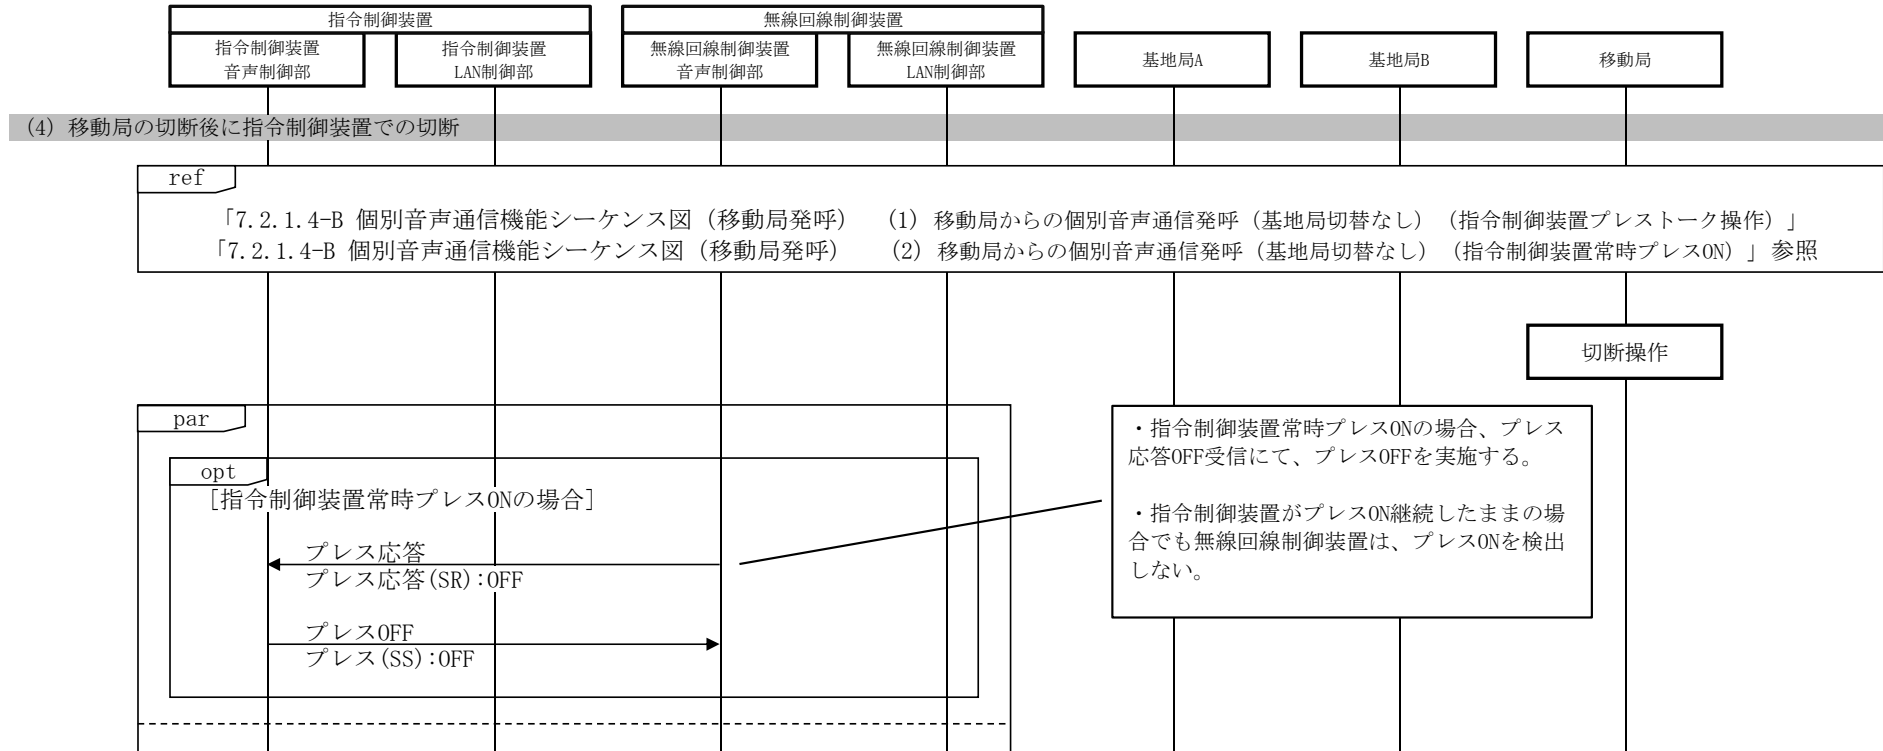 指令制御装置
無線回線制御装置
指令制御装置
音声制御部
指令制御装置
LAN制御部
無線回線制御装置
音声制御部
無線回線制御装置
LAN制御部
基地局A
基地局B
移動局
(4) 移動局の切断後に指令制御装置での切断
ref
「7.2.1.4-B 個別音声通信機能シーケンス図（移動局発呼） (1) 移動局からの個別音声通信発呼（基地局切替なし）（指令制御装置プレストーク操作）」
「7.2.1.4-B 個別音声通信機能シーケンス図（移動局発呼） (2) 移動局からの個別音声通信発呼（基地局切替なし）（指令制御装置常時プレスON）」参照
切断操作
par
opt
[指令制御装置常時プレスONの場合]
プレス応答
プレス応答(SR):OFF
プレスOFF
プレス(SS):OFF
・指令制御装置常時プレスONの場合、プレス
応答OFF受信にて、プレスOFFを実施する。
・指令制御装置がプレスON継続したままの場
合でも無線回線制御装置は、プレスONを検出
しない。